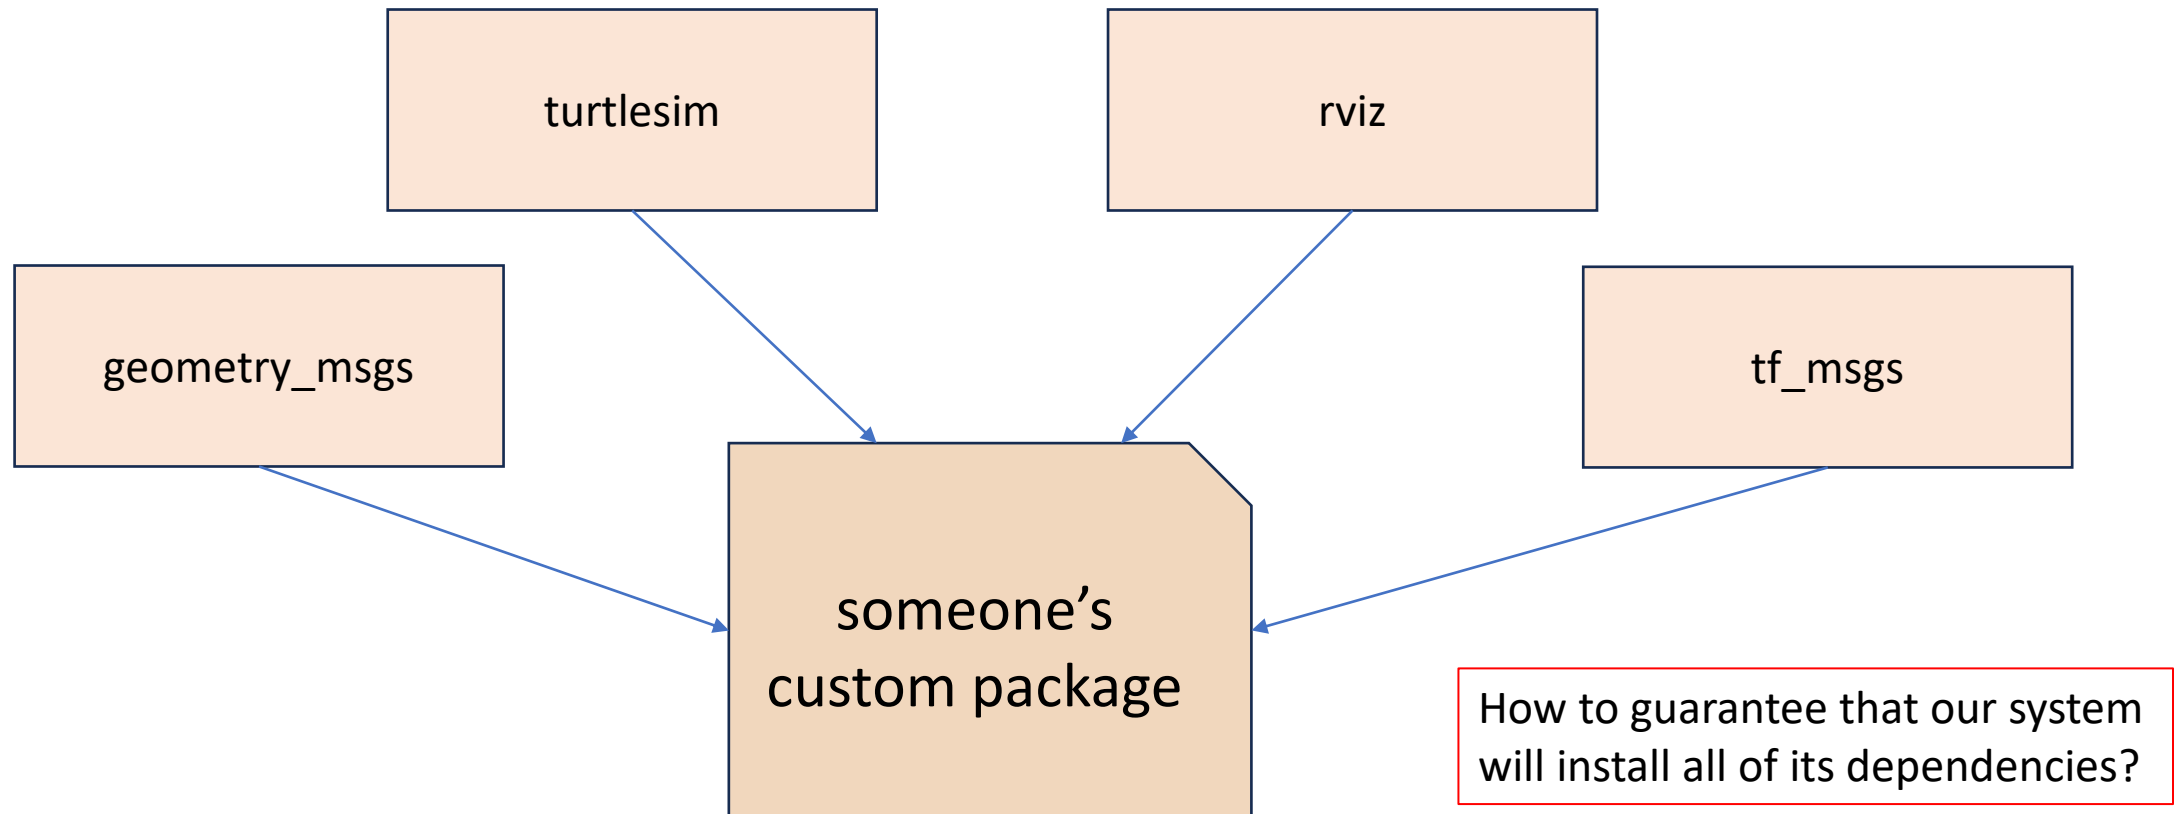 turtlesim
rviz
geometry_msgs
tf_msgs
someone’s
custom package
How to guarantee that our system
will install all of its dependencies?